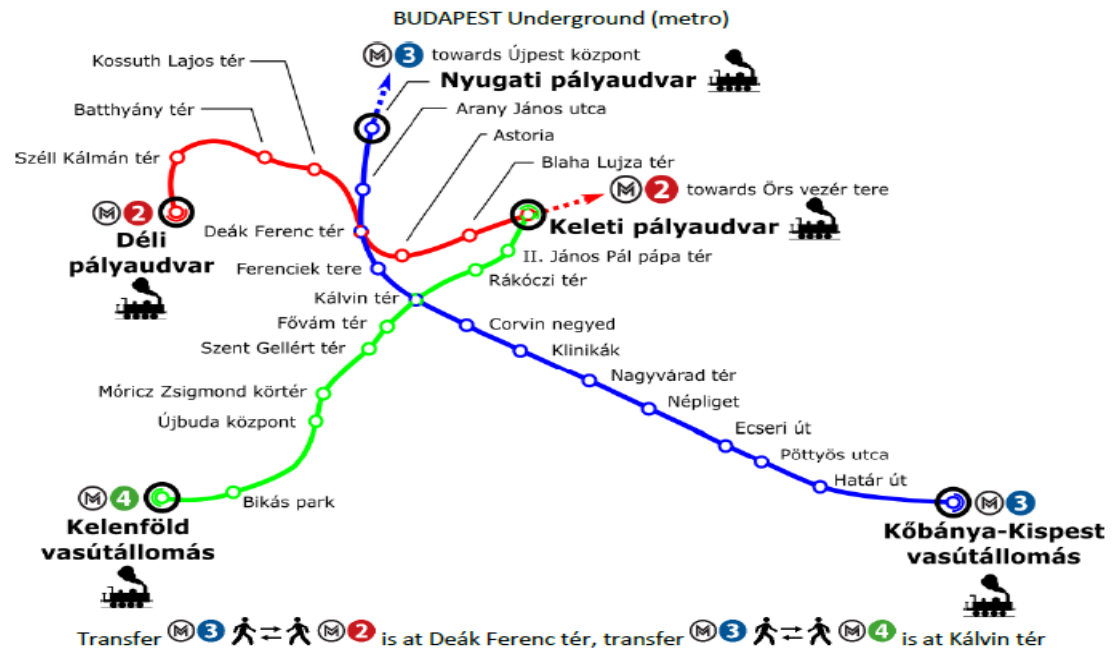 BUDAPEST Underground (metro)
M 3 towards Újpest központ
Kossuth Lajos tér
Nyugati pályaudvar
Batthyány tér
Arany János utca
Astoria
Széll Kálmán tér
Blaha Lujza tér
M 2 towards Örs vezér tere
M 2
Déli
pályaudvar
Deák Ferenc tér
Keleti pályaudvar
II. János Pál pápa tér
Ferenciek tere
Rákóczi tér
Kálvin tér
Fővám tér
Corvin negyed
Szent Gellért tér
Klinikák
Nagyvárad tér
Móricz Zsigmond körtér
Népliget
Újbuda központ
Ecseri út
Pöttyös utca
Határ út
M 4
Bikás park
M 3
Kelenföld
vasútállomás
Kőbánya-Kispest
vasútállomás
Transfer M 3 M 2 is at Deák Ferenc tér, transfer M 3 M 4 is at Kálvin tér